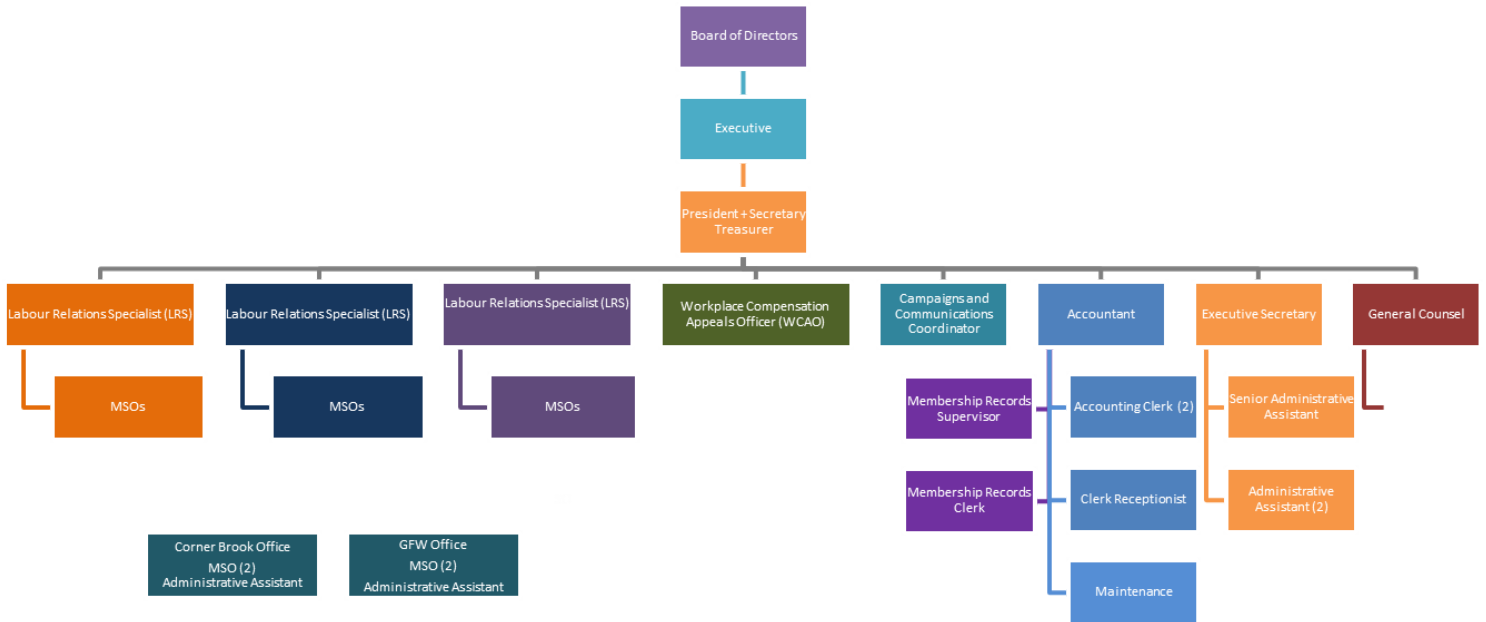 Board of Directors
Executive
President + Secretary
Treasurer
Labour Relations Specialist (LRS)
Labour Relations Specialist (LRS)
Labour Relations Specialist (LRS)
Workplace Compensation
Appeals Officer (WCAO)
Campaigns and
Communications
Coordinator
Accountant
Executive Secretary
General Counsel
MSOs
MSOs
MSOs
Membership Records
Supervisor
Accounting Clerk (2)
Senior Administrative
Assistant
Membership Records
Clerk
Clerk Receptionist
Administrative
Assistant (2)
Corner Brook Office
MSO (2)
Administrative Assistant
GFW Office
MSO (2)
Administrative Assistant
Maintenance